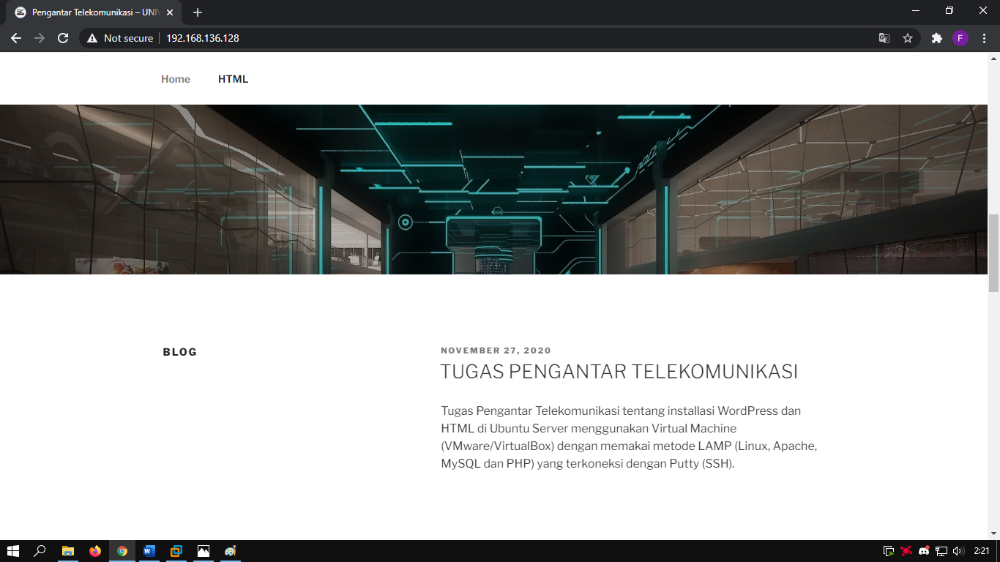 Pengantar Telekomunikasi – UNIV
Not secure
192.168.136.128
F
Home
HTML
BLOG
NOVEMBER 27, 2020
TUGAS PENGANTAR TELEKOMUNIKASI
Tugas Pengantar Telekomunikasi tentang installasi WordPress dan
HTML di Ubuntu Server menggunakan Virtual Machine
(VMware/VirtualBox) dengan memakai metode LAMP (Linux, Apache,
MySQL dan PHP) yang terkoneksi dengan Putty (SSH).
2:21